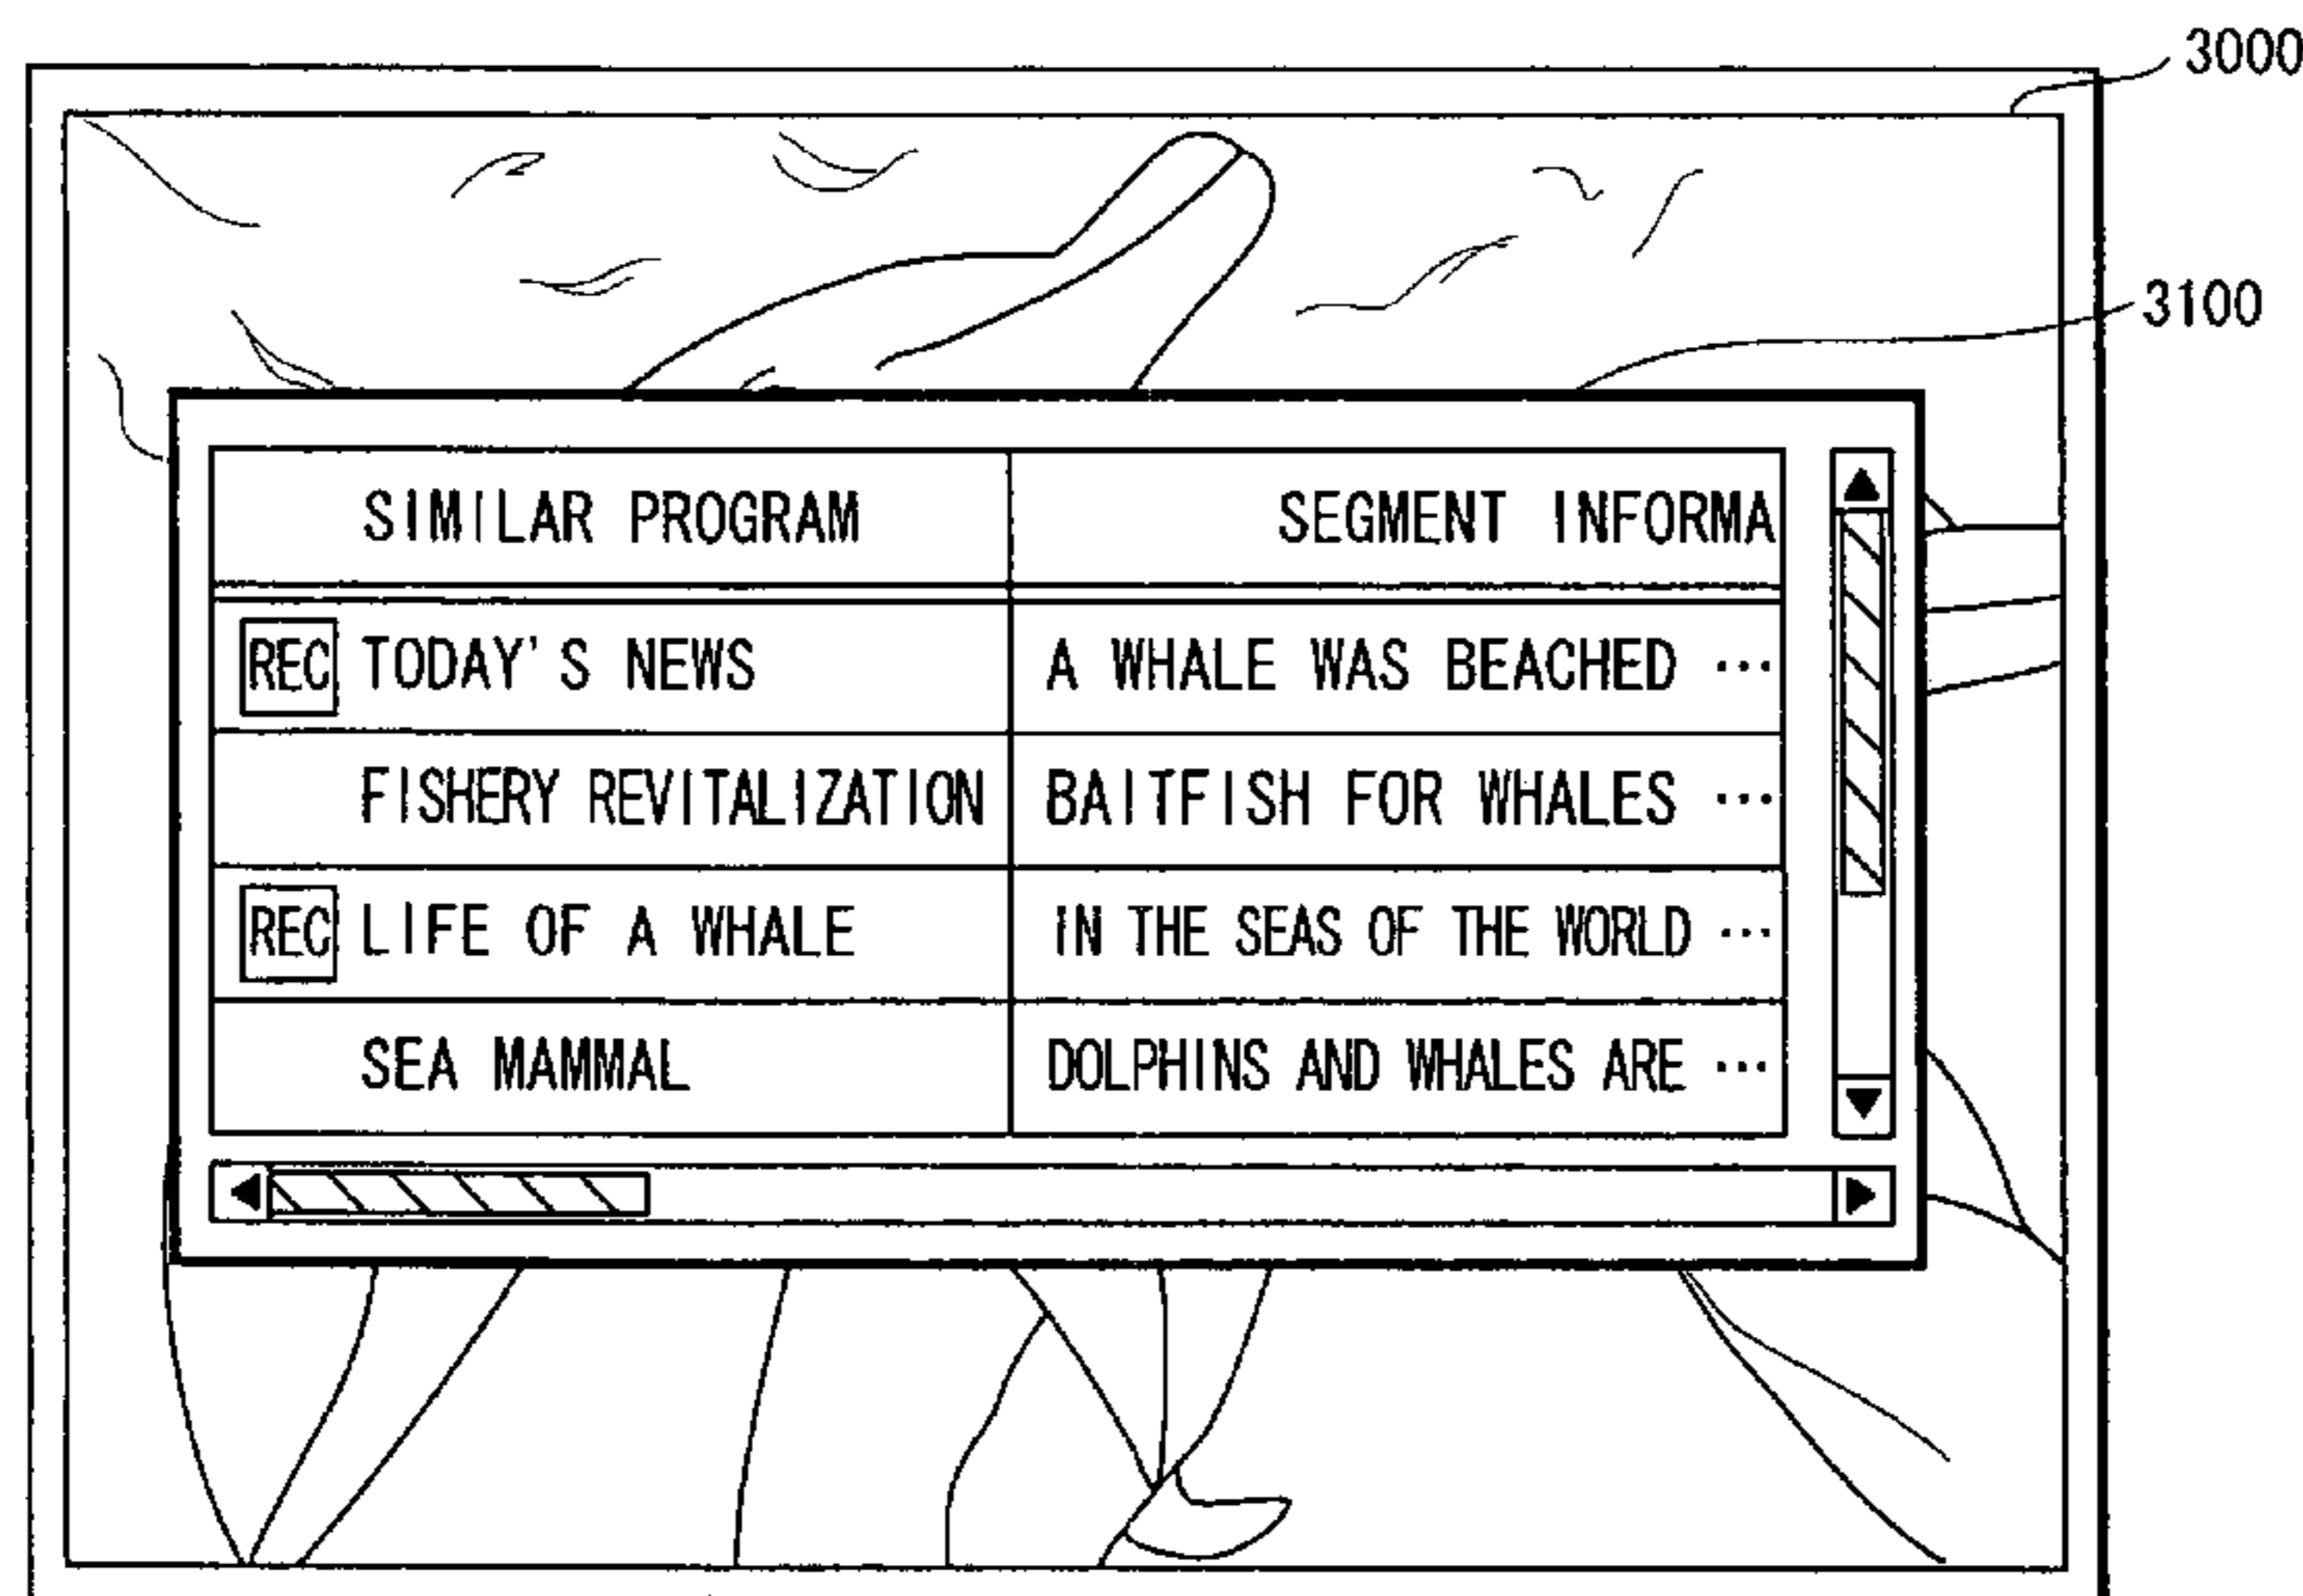 3000
3100
SIMILAR PROGRAM SEGMENT INFORMA
REC TODAY'S NEWS A WHALE WAS BEACHED ...
FISHERY REVITALIZATION BAITFISH FOR WHALES ...
REC LIFE OF A WHALE IN THE SEAS OF THE WORLD ...
SEA MAMMAL DOLPHINS AND WHALES ARE ...